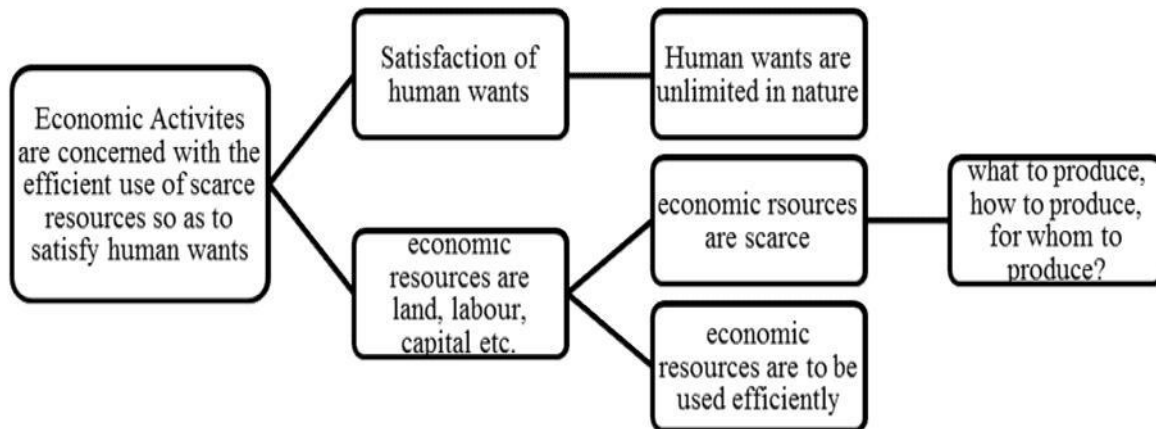 Economic Activites
are concerned with the
efficient use of scarce
resources so as to
satisfy human wants
Satisfaction of
human wants
Human wants are
unlimited in nature
economic
resources are
land, labour,
capital etc.
economic rsources
are scarce
what to produce,
how to produce,
for whom to
produce?
economic
resources are to be
used efficiently